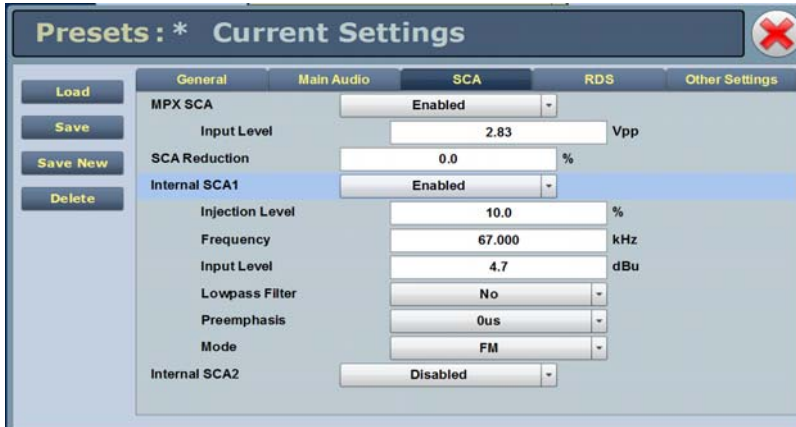 Presets : * Current Settings
Load
Save
Save New
Delete
General Main Audio SCA RDS Other Settings
MPX SCA Enabled
Input Level 2.83 Vpp
SCA Reduction 0.0 %
Internal SCA1 Enabled
Injection Level 10.0 %
Frequency 67.000 kHz
Input Level 4.7 dBu
Lowpass Filter No
Preemphasis 0us
Mode FM
Internal SCA2 Disabled